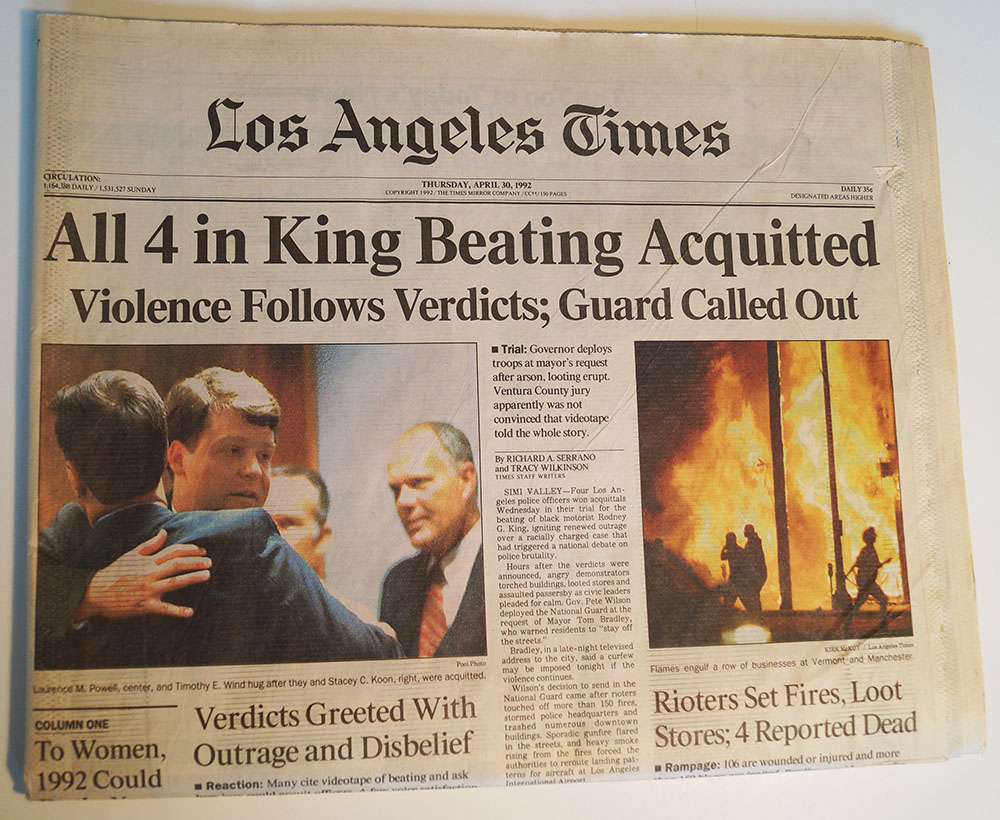 Los Angeles Times
CIRCULATION:
1,164,388 DAILY / 1,531,527 SUNDAY
THURSDAY, APRIL 30, 1992
COPYRIGHT 1992 / THE TIMES MIRROR COMPANY / CC†† / 150 PAGES
DAILY 35¢
DESIGNATED AREAS HIGHER
All 4 in King Beating Acquitted
Violence Follows Verdicts; Guard Called Out
Pool Photo
Laurence M. Powell, center, and Timothy E. Wind hug after they and Stacey C. Koon, right, were acquitted.
■ Trial: Governor deploys
troops at mayor's request
after arson, looting erupt.
Ventura County jury
apparently was not
convinced that videotape
told the whole story.
By RICHARD A. SERRANO
and TRACY WILKINSON
TIMES STAFF WRITERS
SIMI VALLEY—Four Los An-
geles police officers won acquittals
Wednesday in their trial for the
beating of black motorist Rodney
G. King, igniting renewed outrage
over a racially charged case that
had triggered a national debate on
police brutality.
Hours after the verdicts were
announced, angry demonstrators
torched buildings, looted stores and
assaulted passersby as civic leaders
pleaded for calm. Gov. Pete Wilson
deployed the National Guard at the
request of Mayor Tom Bradley,
who warned residents to "stay off
the streets."
Bradley, in a late-night televised
address to the city, said a curfew
may be imposed tonight if the
violence continues.
Wilson's decision to send in the
National Guard came after rioters
touched off more than 150 fires,
stormed police headquarters and
trashed numerous downtown
buildings. Sporadic gunfire flared
in the streets, and heavy smoke
rising from the fires forced the
authorities to reroute landing pat-
terns for aircraft at Los Angeles
International Airport.
KIRK McKOY / Los Angeles Times
Flames engulf a row of businesses at Vermont and Manchester.
COLUMN ONE
To Women,
1992 Could
Verdicts Greeted With
Outrage and Disbelief
■ Reaction: Many cite videotape of beating and ask
Rioters Set Fires, Loot
Stores; 4 Reported Dead
■ Rampage: 106 are wounded or injured and more